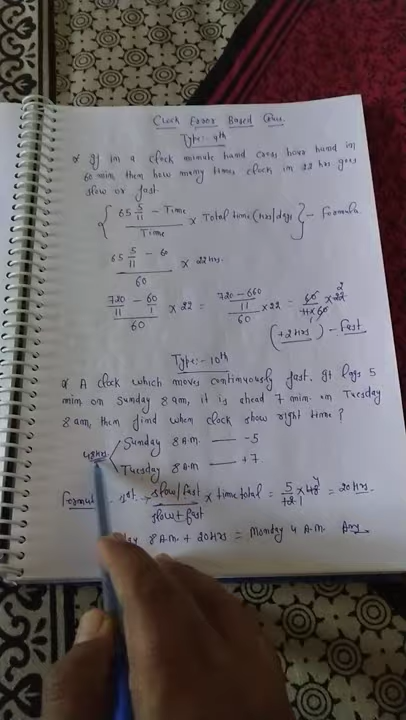 Clock Error Based Ques.
Type:- 9th
Q If in a clock minute hand cross hour hand in
60 min then how many times clock in 22 hrs goes
slow or fast.
{ 65 5/11 - Time / Time × Total time (hrs/days } - Formula.
65 5/11 - 60 / 60 × 22 hrs.
720/11 - 60/1 / 60 × 22 = 720 - 660 / 11 / 60 × 22 = 60 / 11 × 60 × 22 2
1
(+2 Hrs) - Fast
Type:- 10th
Q A clock which moves continuously fast. It lags 5
min on Sunday 8 am, it is ahead 7 min on Tuesday
8 am, then find when clock show right time?
48 Hrs Sunday 8 A.M. — -5
Tuesday 8 A.M — +7
Formula 1st. → slow/fast / slow ± fast × time total = 5 / 12 1 × 48 4 = 20 Hrs.
8 A.M. + 20 Hrs = Monday 4 A.M. Ans